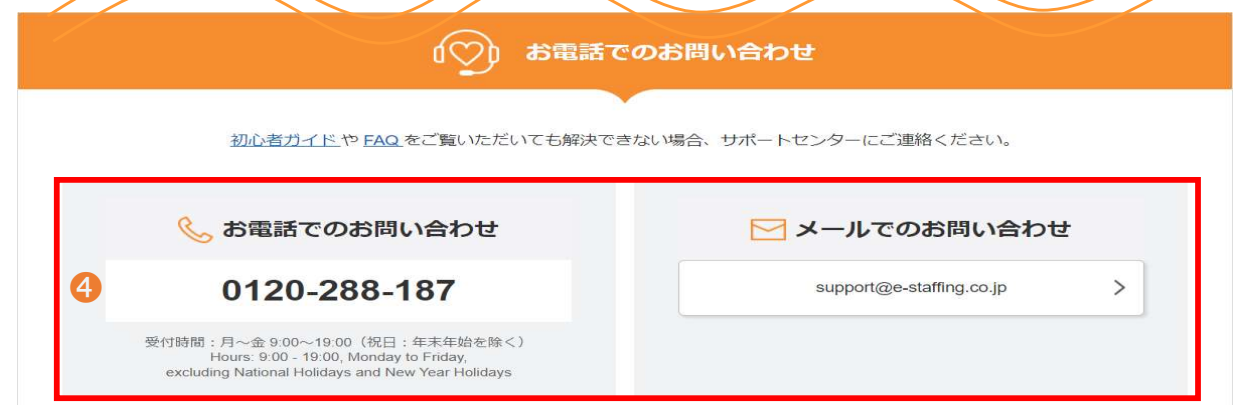 お電話でのお問い合わせ
初心者ガイド や FAQ をご覧いただいても解決できない場合、サポートセンターにご連絡ください。
お電話でのお問い合わせ
4
0120-288-187
受付時間：月～金 9:00～19:00（祝日：年末年始を除く）
Hours: 9:00 - 19:00, Monday to Friday,
excluding National Holidays and New Year Holidays
メールでのお問い合わせ
support@e-staffing.co.jp